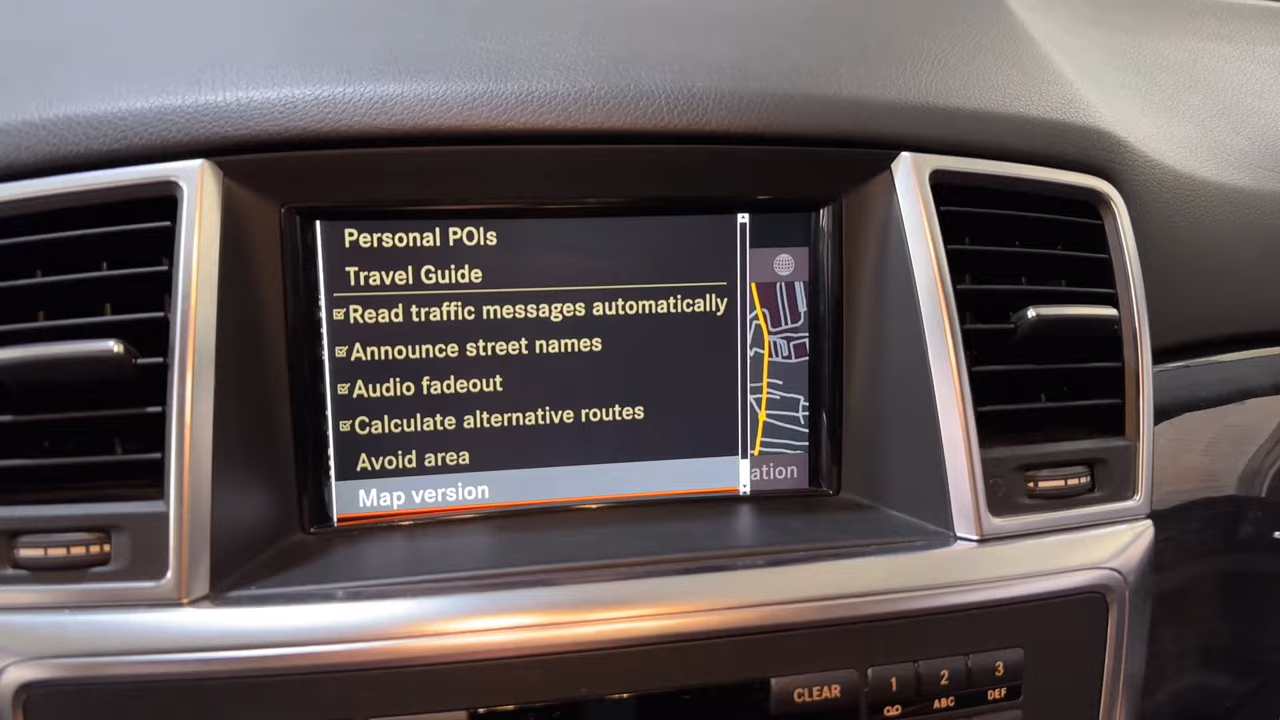 Personal POIs
Travel Guide
Read traffic messages automatically
Announce street names
Audio fadeout
Calculate alternative routes
Avoid area
Map version
ation
CLEAR
1
2
3
ABC
DEF